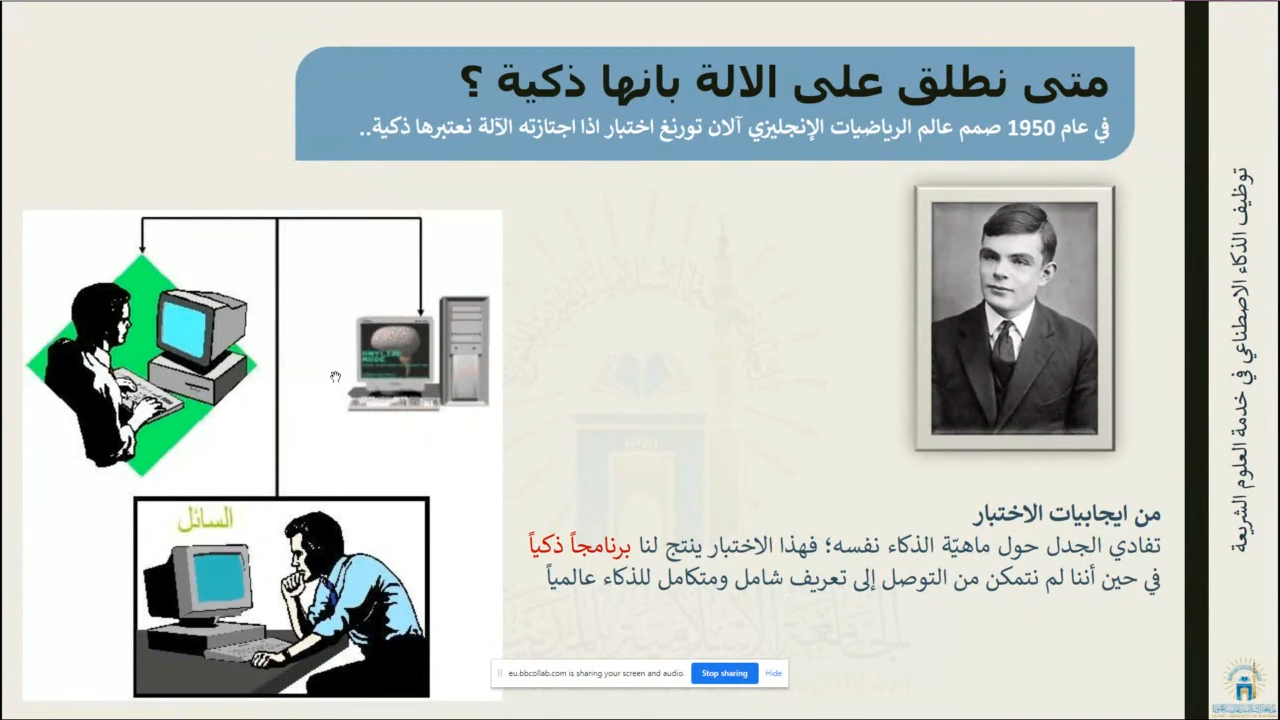 متى نطلق على الالة بانها ذكية ؟
في عام 1950 صمم عالم الرياضيات الإنجليزي آلان تورنغ اختبار اذا اجتازته الآلة نعتبرها ذكية..
توظيف الذكاء الاصطناعي في خدمة العلوم الشريعة
السائل
من ايجابيات الاختبار
تفادي الجدل حول ماهيّة الذكاء نفسه؛ فهذا الاختبار ينتج لنا برنامجاً ذكياً
في حين أننا لم نتمكن من التوصل إلى تعريف شامل ومتكامل للذكاء عالمياً
eu.bbcollab.com is sharing your screen and audio. Stop sharing Hide